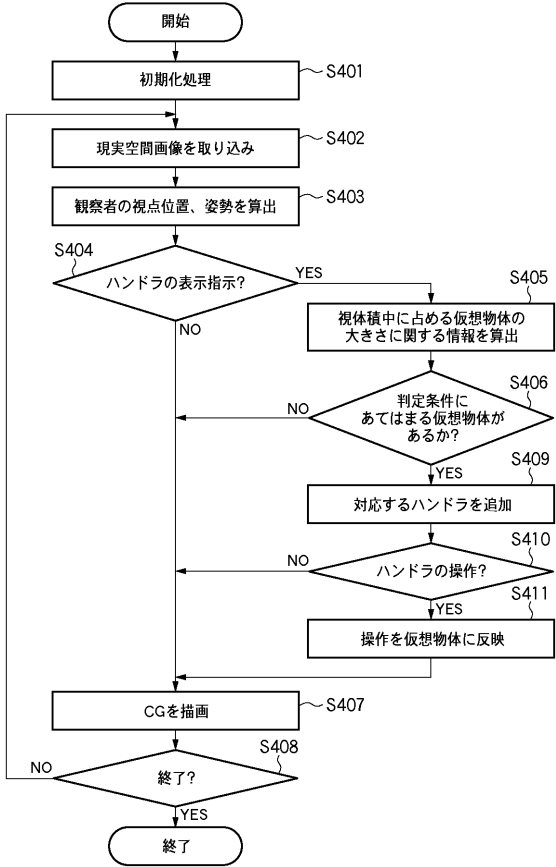 開始
初期化処理
S401
現実空間画像を取り込み
S402
観察者の視点位置、姿勢を算出
S403
S404
ハンドラの表示指示?
YES
NO
S405
視体積中に占める仮想物体の
大きさに関する情報を算出
S406
判定条件に
あてはまる仮想物体が
あるか?
NO
YES
S409
対応するハンドラを追加
S410
ハンドラの操作?
NO
YES
S411
操作を仮想物体に反映
CGを描画
S407
S408
終了?
NO
YES
終了